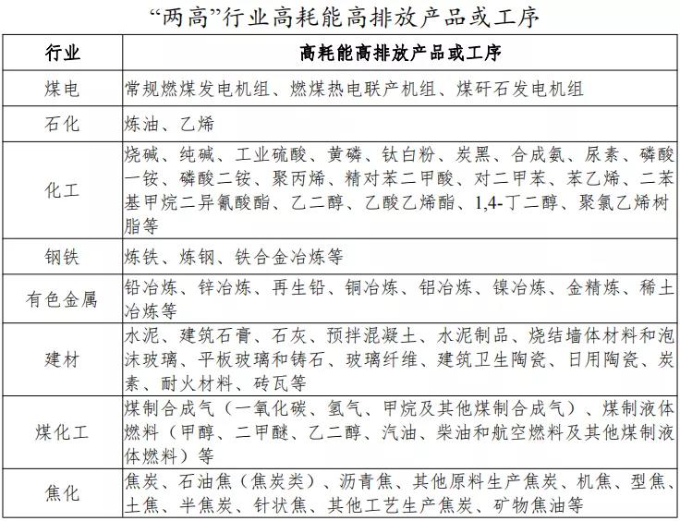 “两高”行业高耗能高排放产品或工序
行业
高耗能高排放产品或工序
煤电
常规燃煤发电机组、燃煤热电联产机组、煤矸石发电机组
石化
炼油、乙烯
化工
烧碱、纯碱、工业硫酸、黄磷、钛白粉、炭黑、合成氨、尿素、磷酸
一铵、磷酸二铵、聚丙烯、精对苯二甲酸、对二甲苯、苯乙烯、二苯
基甲烷二异氰酸酯、乙二醇、乙酸乙烯酯、1,4-丁二醇、聚氯乙烯树
脂等
钢铁
炼铁、炼钢、铁合金冶炼等
有色金属
铅冶炼、锌冶炼、再生铅、铜冶炼、铝冶炼、镍冶炼、金精炼、稀土
冶炼等
建材
水泥、建筑石膏、石灰、预拌混凝土、水泥制品、烧结墙体材料和泡
沫玻璃、平板玻璃和铸石、玻璃纤维、建筑卫生陶瓷、日用陶瓷、炭
素、耐火材料、砖瓦等
煤化工
煤制合成气（一氧化碳、氢气、甲烷及其他煤制合成气）、煤制液体
燃料（甲醇、二甲醚、乙二醇、汽油、柴油和航空燃料及其他煤制液
体燃料）等
焦化
焦炭、石油焦（焦炭类）、沥青焦、其他原料生产焦炭、机焦、型焦、
土焦、半焦炭、针状焦、其他工艺生产焦炭、矿物焦油等